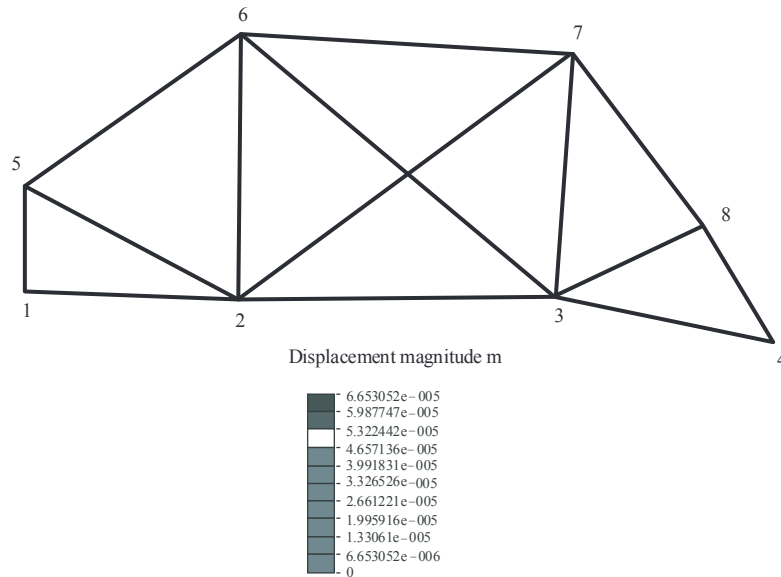 6
7
5
8
1
2
3
4
Displacement magnitude m
6.653052e-005
5.987747e-005
5.322442e-005
4.657136e-005
3.991831e-005
3.326526e-005
2.661221e-005
1.995916e-005
1.33061e-005
6.653052e-006
0